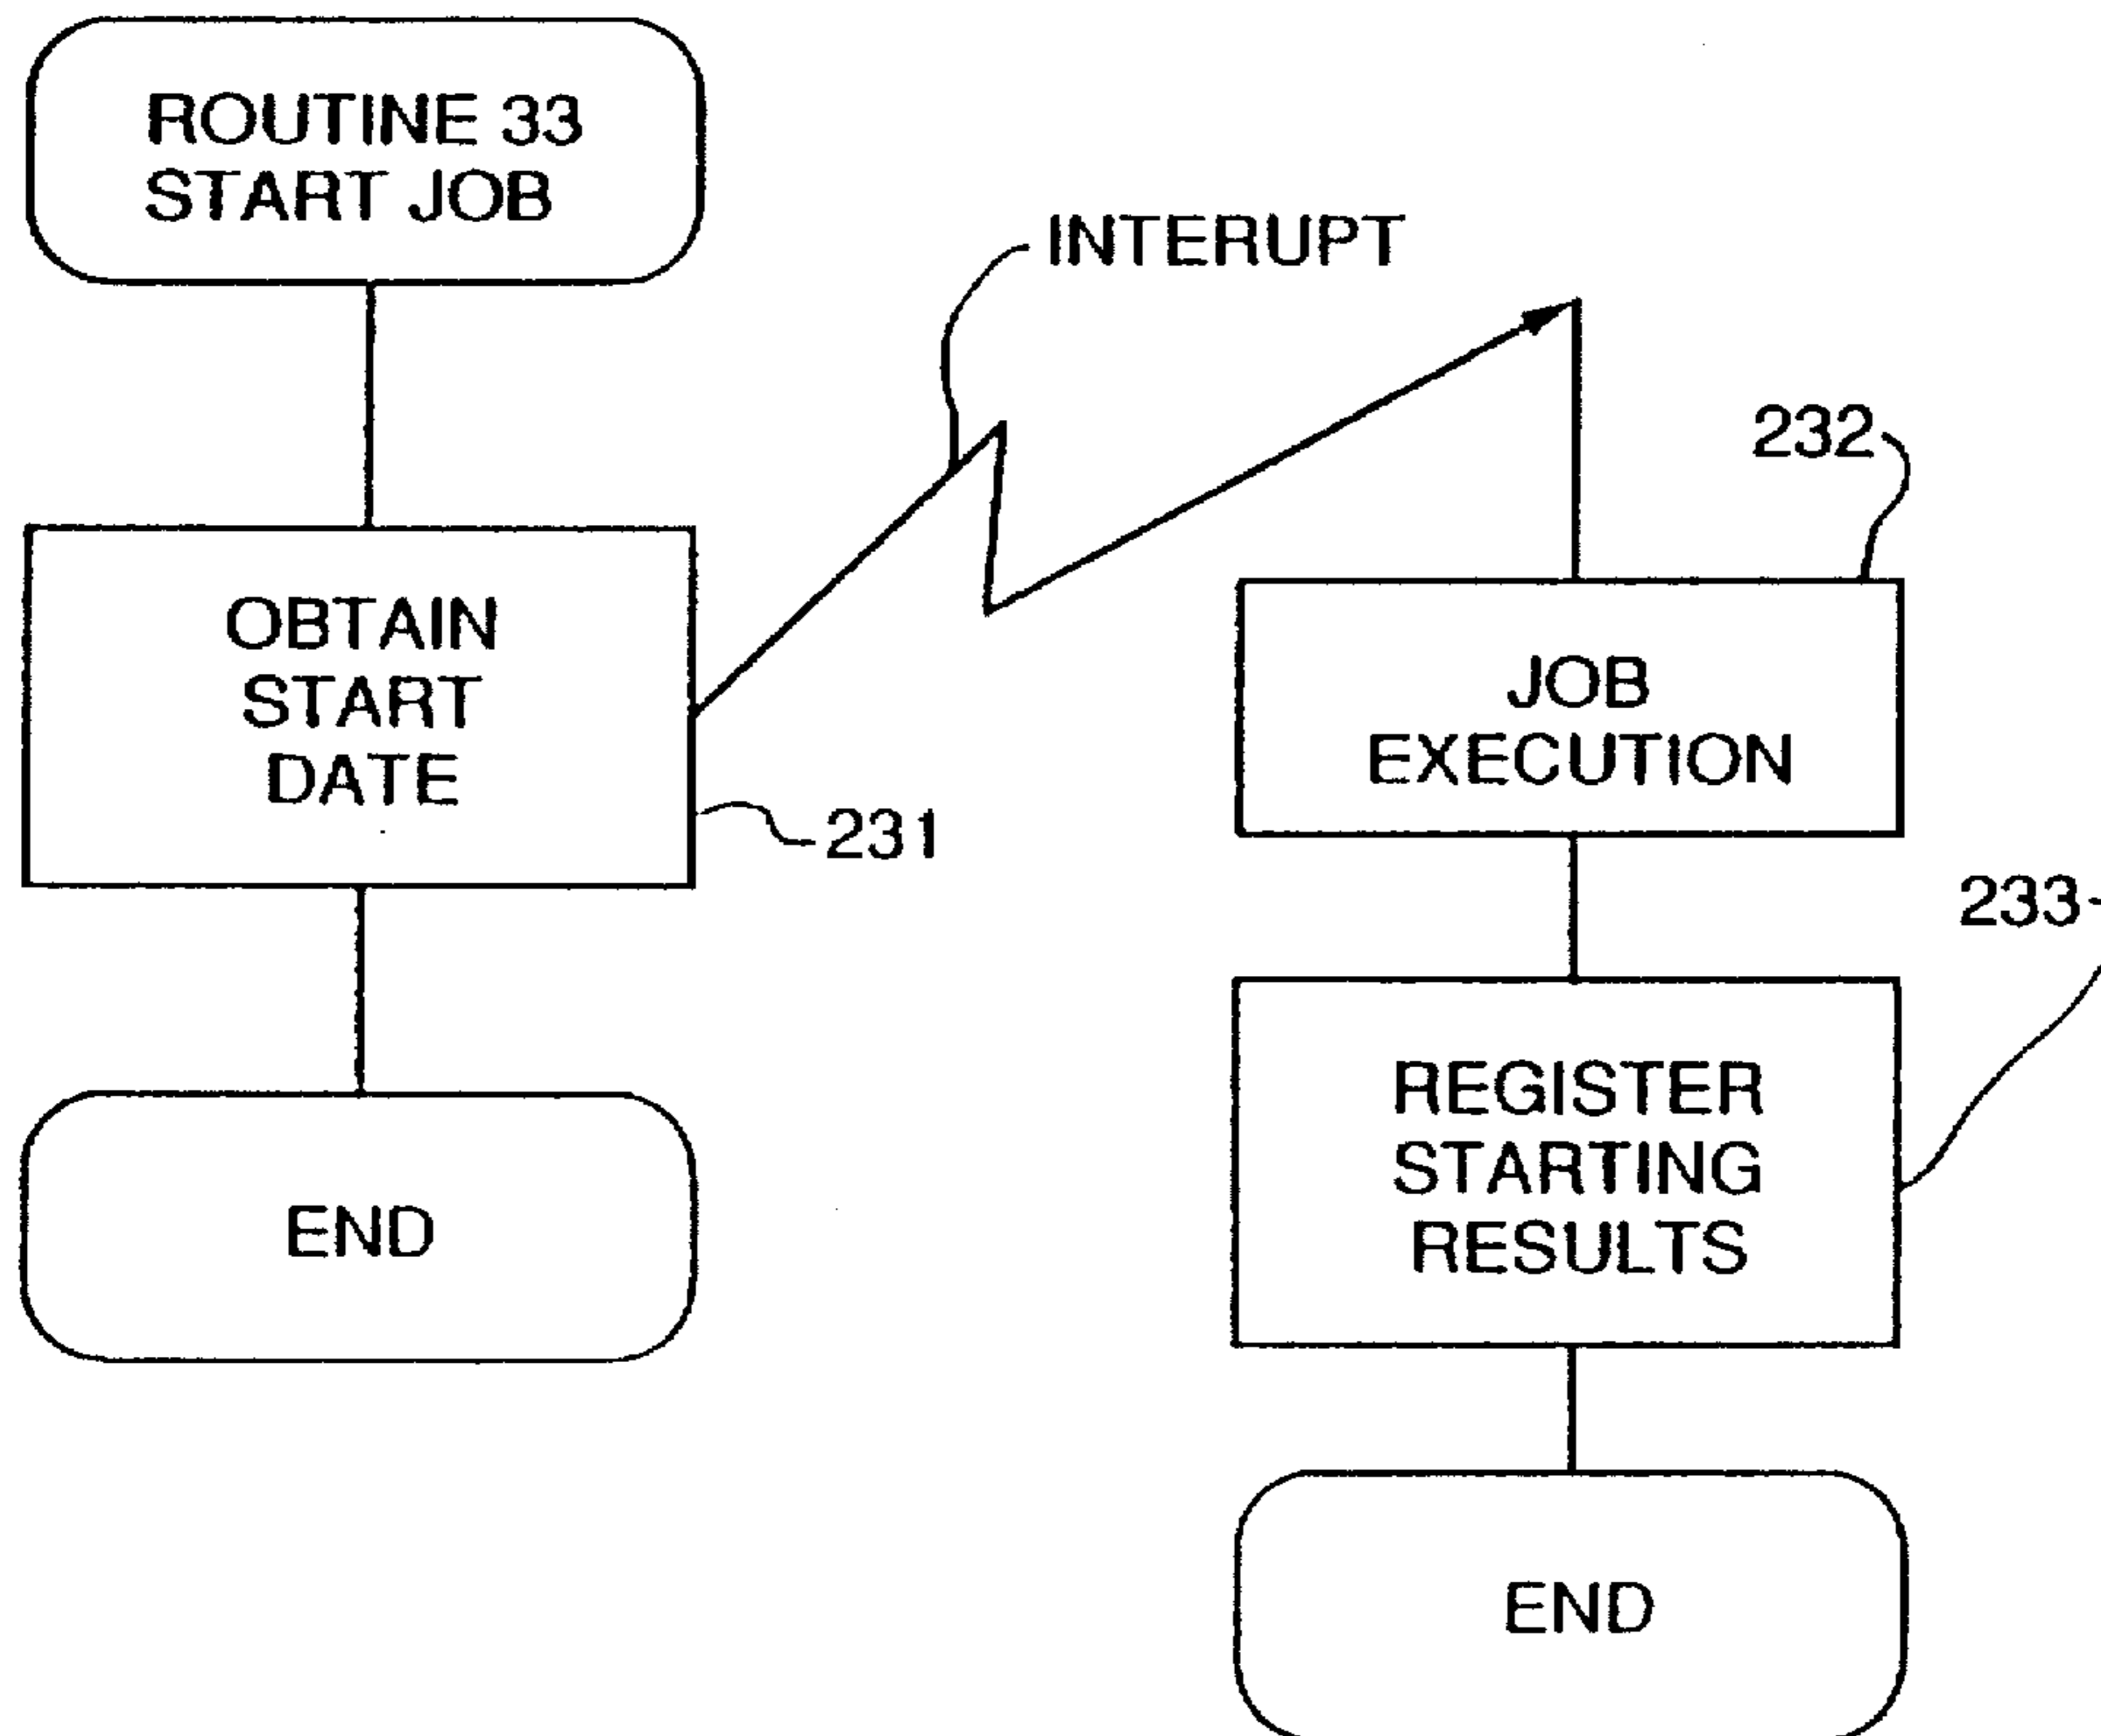 ROUTINE 33
START JOB
INTERUPT
OBTAIN
START
DATE
231
END
232
JOB
EXECUTION
233
REGISTER
STARTING
RESULTS
END